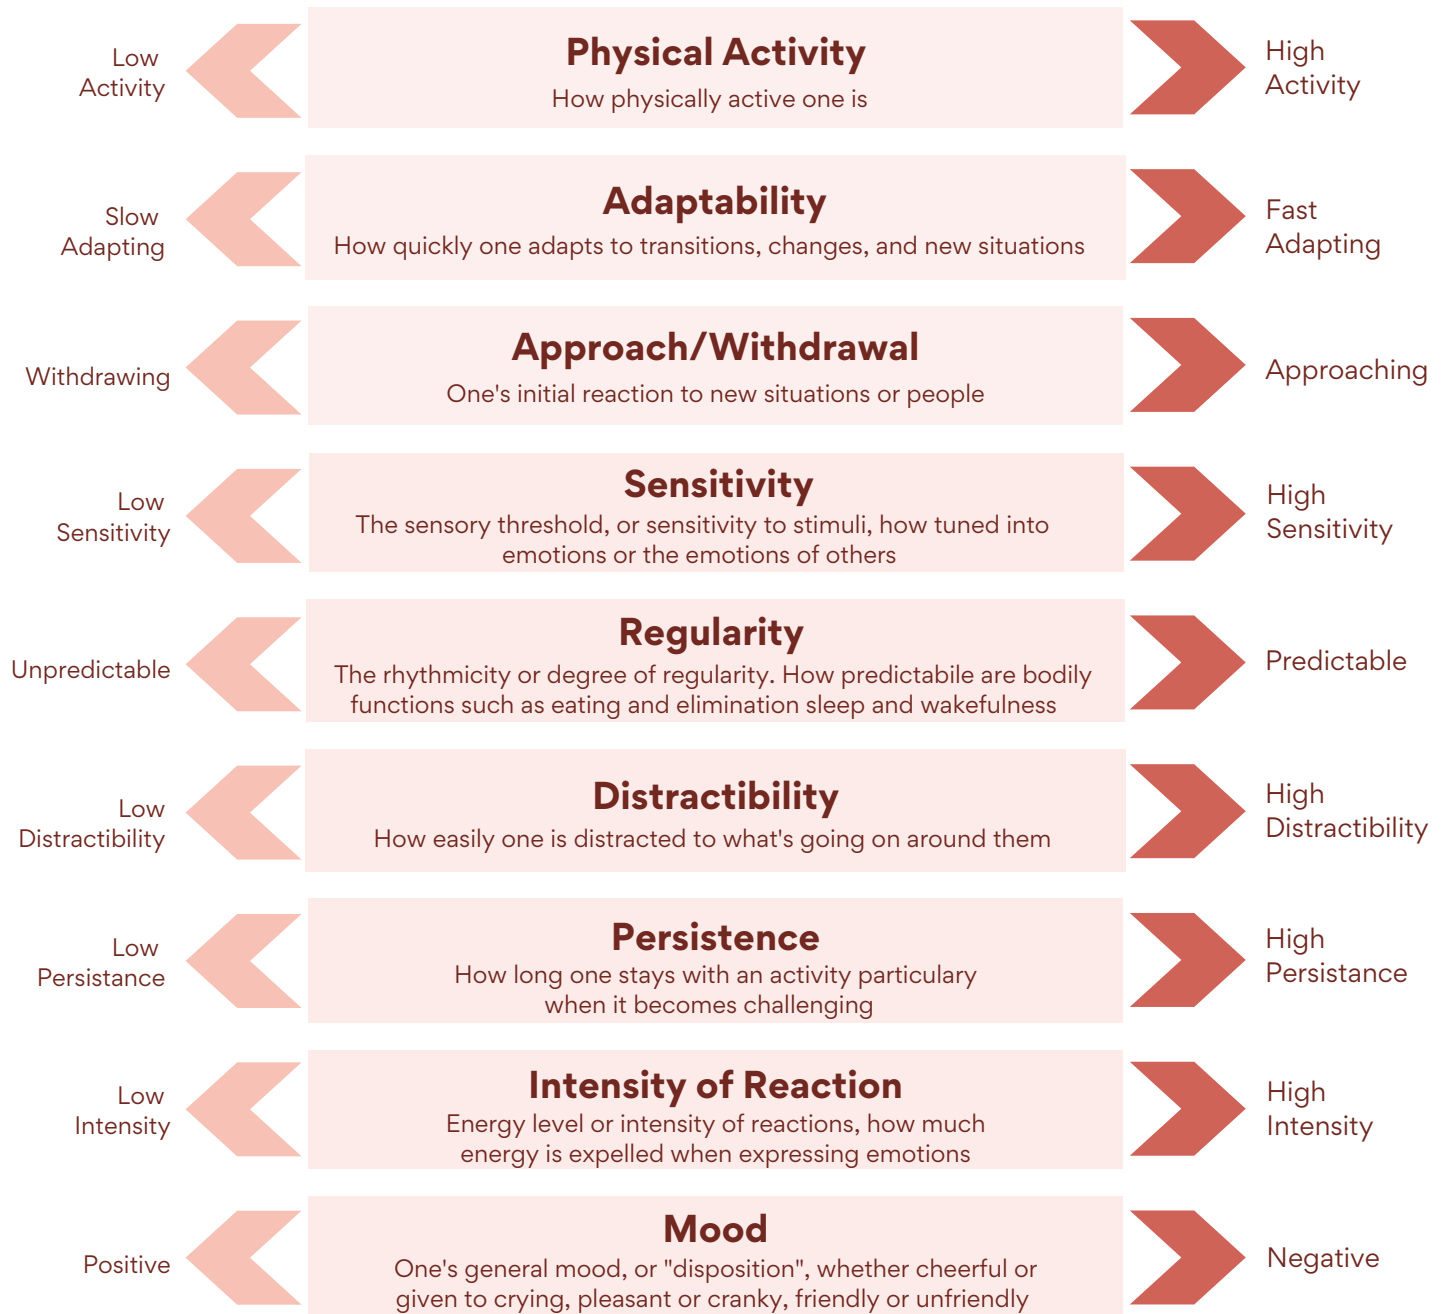 Physical Activity
How physically active one is
Low
Activity
High
Activity
Adaptability
How quickly one adapts to transitions, changes, and new situations
Slow
Adapting
Fast
Adapting
Approach/Withdrawal
One's initial reaction to new situations or people
Withdrawing
Approaching
Sensitivity
The sensory threshold, or sensitivity to stimuli, how tuned into
emotions or the emotions of others
Low
Sensitivity
High
Sensitivity
Regularity
The rhythmicity or degree of regularity. How predictabile are bodily
functions such as eating and elimination sleep and wakefulness
Unpredictable
Predictable
Distractibility
How easily one is distracted to what's going on around them
Low
Distractibility
High
Distractibility
Persistence
How long one stays with an activity particulary
when it becomes challenging
Low
Persistance
High
Persistance
Intensity of Reaction
Energy level or intensity of reactions, how much
energy is expelled when expressing emotions
Low
Intensity
High
Intensity
Mood
One's general mood, or "disposition", whether cheerful or
given to crying, pleasant or cranky, friendly or unfriendly
Positive
Negative